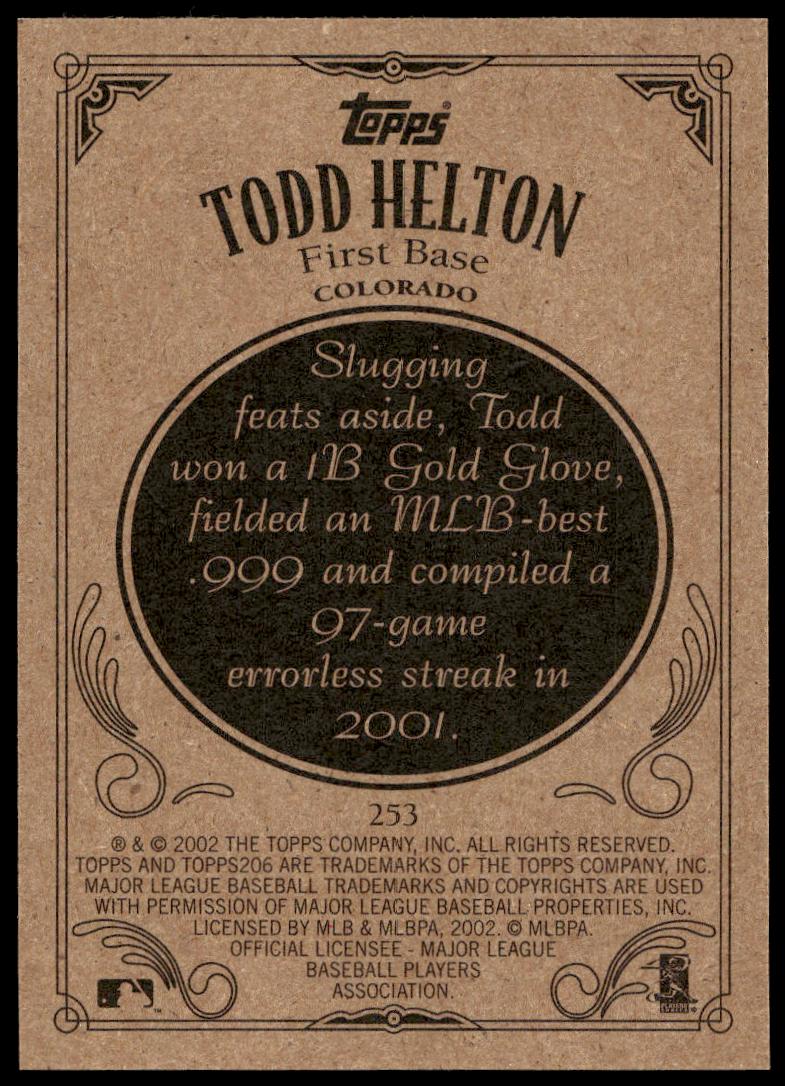 Topps®
TODD HELTON
First Base
COLORADO
Slugging
feats aside, Todd
won a 1B Gold Glove,
fielded an MLB-best
.999 and compiled a
97-game
errorless streak in
2001.
253
® & © 2002 THE TOPPS COMPANY, INC. ALL RIGHTS RESERVED.
TOPPS AND TOPPS206 ARE TRADEMARKS OF THE TOPPS COMPANY, INC.
MAJOR LEAGUE BASEBALL TRADEMARKS AND COPYRIGHTS ARE USED
WITH PERMISSION OF MAJOR LEAGUE BASEBALL PROPERTIES, INC.
LICENSED BY MLB & MLBPA, 2002. © MLBPA.
OFFICIAL LICENSEE - MAJOR LEAGUE
BASEBALL PLAYERS
ASSOCIATION.
™
PLAYERS
CHOICE